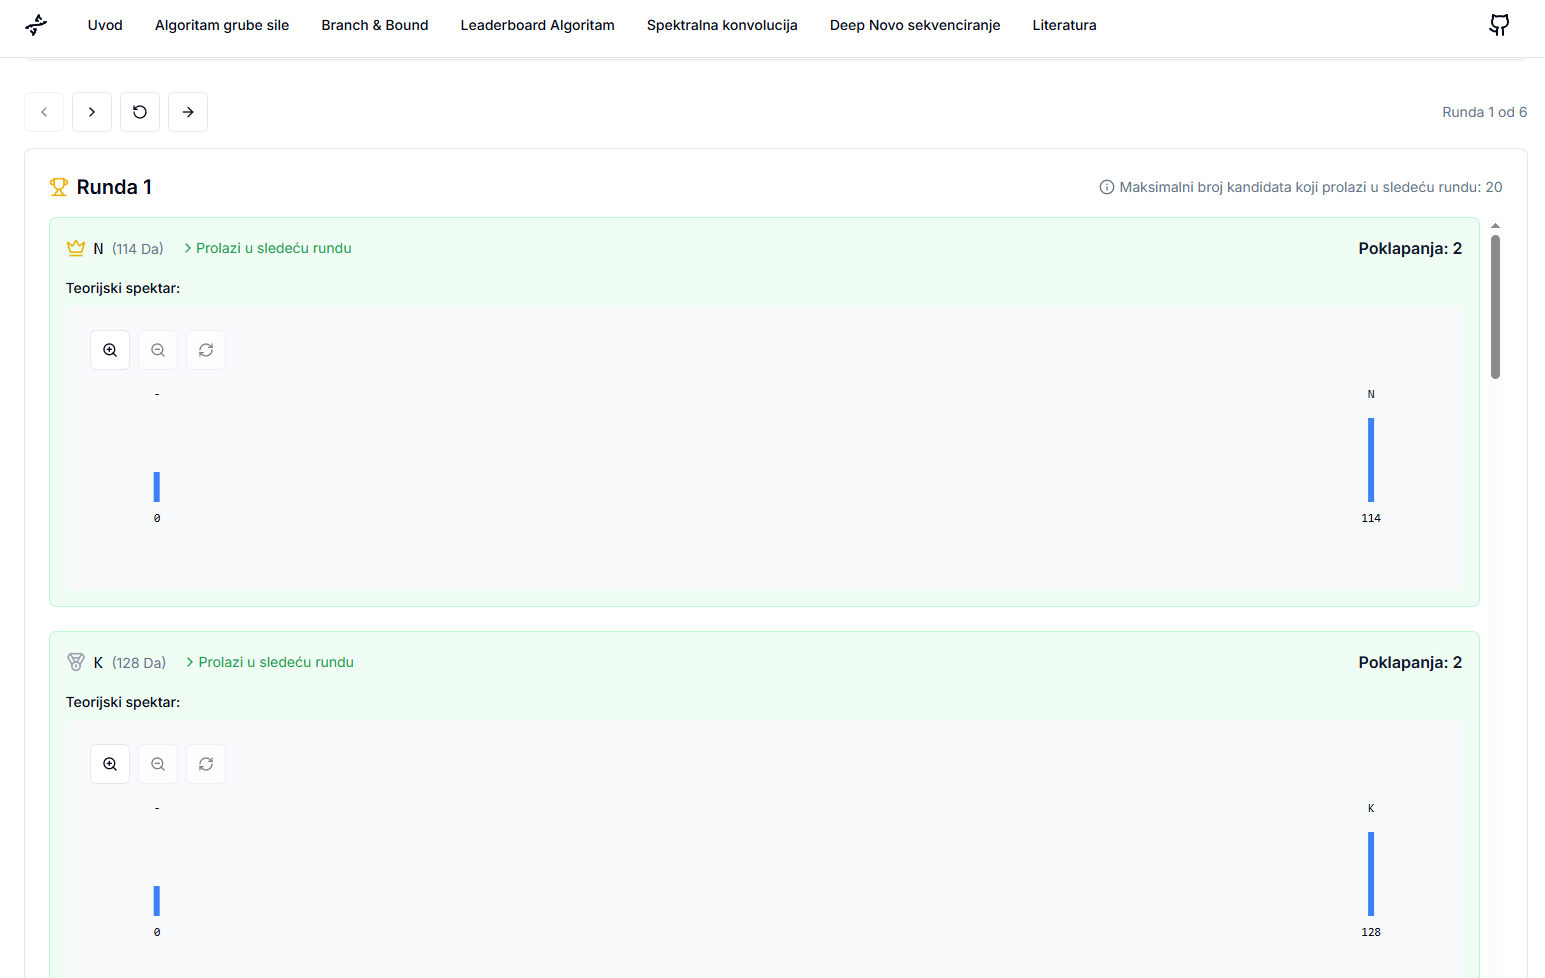 Uvod Algoritam grube sile Branch & Bound Leaderboard Algoritam Spektralna konvolucija Deep Novo sekvenciranje Literatura
Runda 1 od 6
Runda 1 Maksimalni broj kandidata koji prolazi u sledeću rundu: 20
N (114 Da) Prolazi u sledeću rundu Poklapanja: 2
Teorijski spektar:
- N
0 114
K (128 Da) Prolazi u sledeću rundu Poklapanja: 2
Teorijski spektar:
- K
0 128